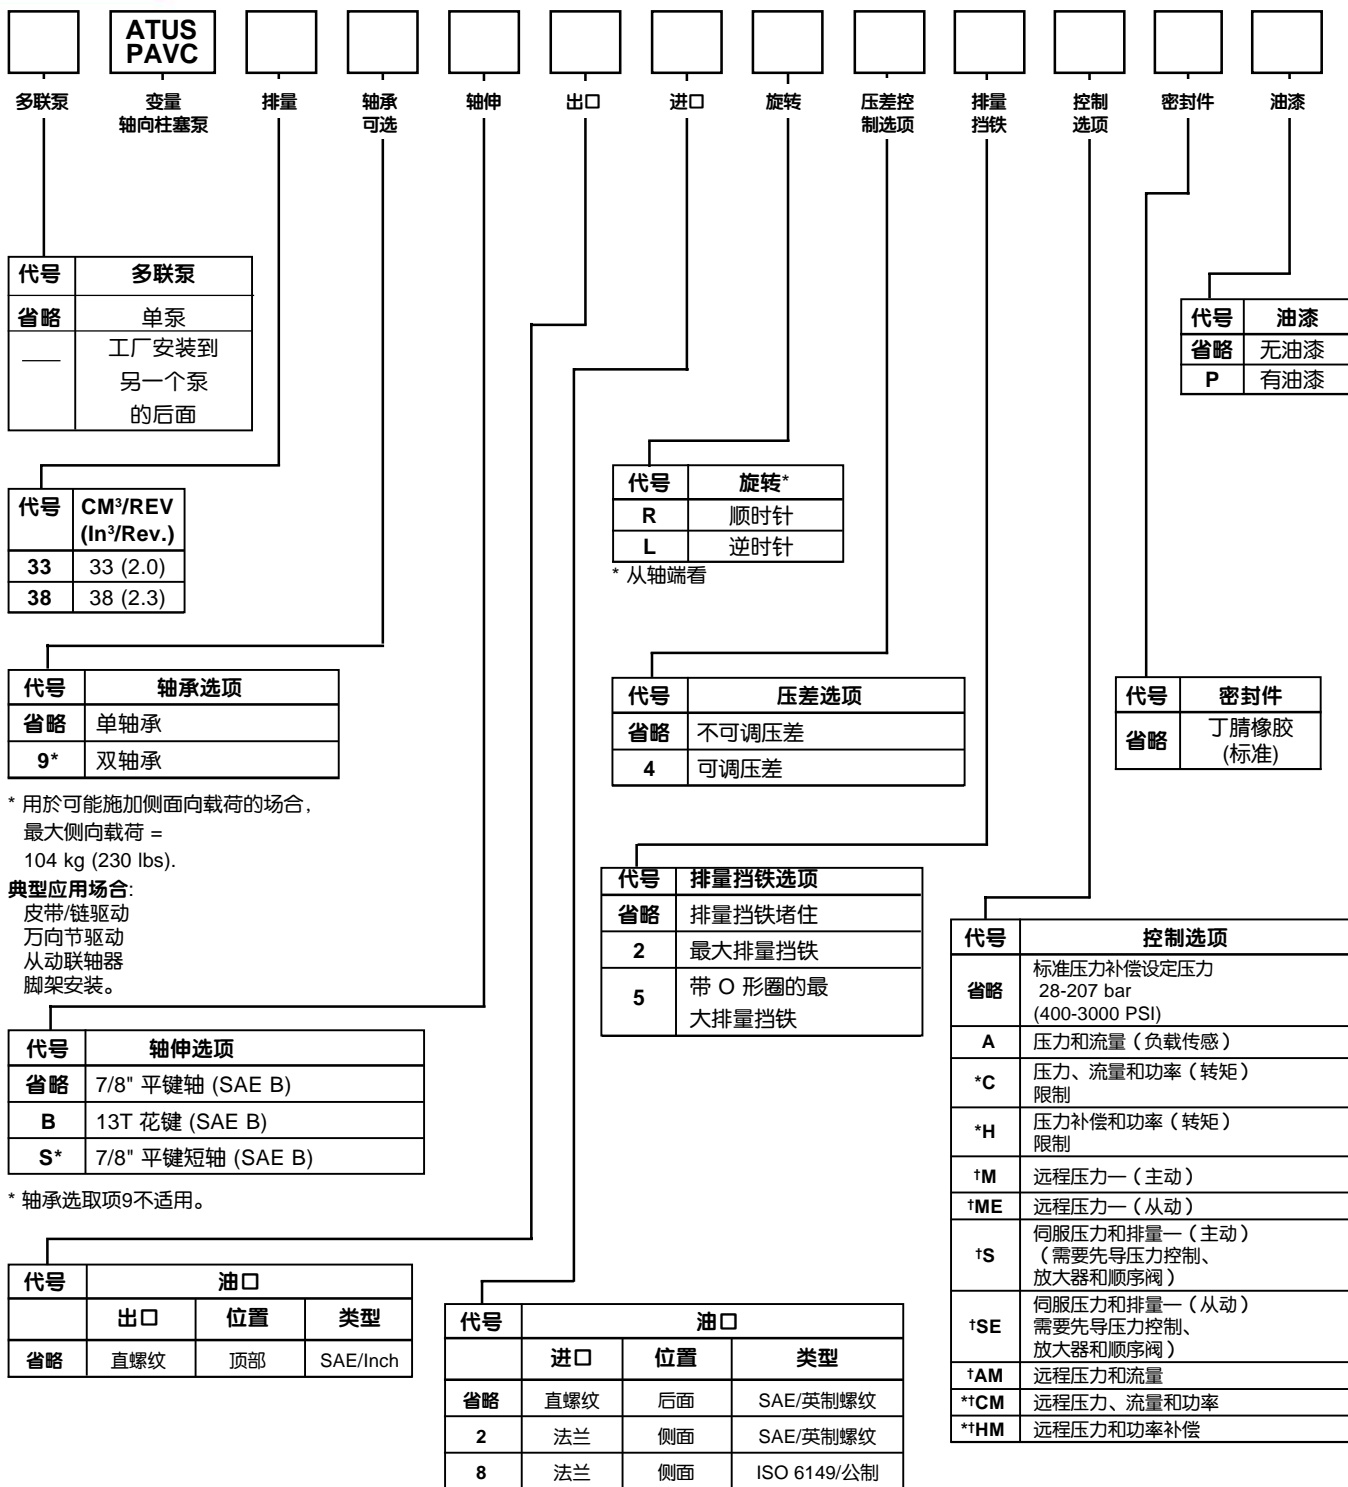 ATUS
PAVC
多联泵
变量
轴向柱塞泵
排量
轴承
可选
轴伸
出口
进口
旋转
压差控
制选项
排量
挡铁
控制
选项
密封件
油漆
代号 多联泵
省略 单泵
工厂安装到
另一个泵
的后面
代号 油漆
省略 无油漆
P 有油漆
代号 CM³/REV
(In³/Rev.)
33 33 (2.0)
38 38 (2.3)
代号 旋转*
R 顺时针
L 逆时针
* 从轴端看
代号 轴承选项
省略 单轴承
9* 双轴承
* 用於可能施加侧面向载荷的场合,
最大侧向载荷 =
104 kg (230 lbs).
典型应用场合:
皮带/链驱动
万向节驱动
从动联轴器
脚架安装。
代号 压差选项
省略 不可调压差
4 可调压差
代号 密封件
省略 丁腈橡胶
(标准)
代号 排量挡铁选项
省略 排量挡铁堵住
2 最大排量挡铁
5 带 O 形圈的最
大排量挡铁
代号 轴伸选项
省略 7/8" 平键轴 (SAE B)
B 13T 花键 (SAE B)
S* 7/8" 平键短轴 (SAE B)
* 轴承选取项9不适用。
代号 控制选项
省略 标准压力补偿设定压力
28-207 bar
(400-3000 PSI)
A 压力和流量（负载传感）
*C 压力、流量和功率（转矩）
限制
*H 压力补偿和功率（转矩）
限制
†M 远程压力—（主动）
†ME 远程压力—（从动）
†S 伺服压力和排量—（主动）
（需要先导压力控制、
放大器和顺序阀）
†SE 伺服压力和排量—（从动）
需要先导压力控制、
放大器和顺序阀）
†AM 远程压力和流量
*†CM 远程压力、流量和功率
*†HM 远程压力和功率补偿
代号 油口
出口 位置 类型
省略 直螺纹 顶部 SAE/Inch
代号 油口
进口 位置 类型
省略 直螺纹 后面 SAE/英制螺纹
2 法兰 侧面 SAE/英制螺纹
8 法兰 侧面 ISO 6149/公制